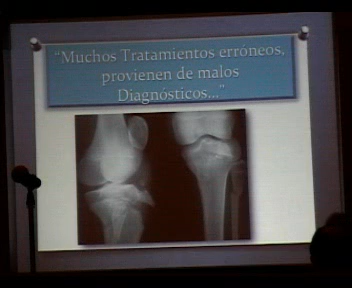 “Muchos Tratamientos erróneos,
provienen de malos
Diagnósticos...”